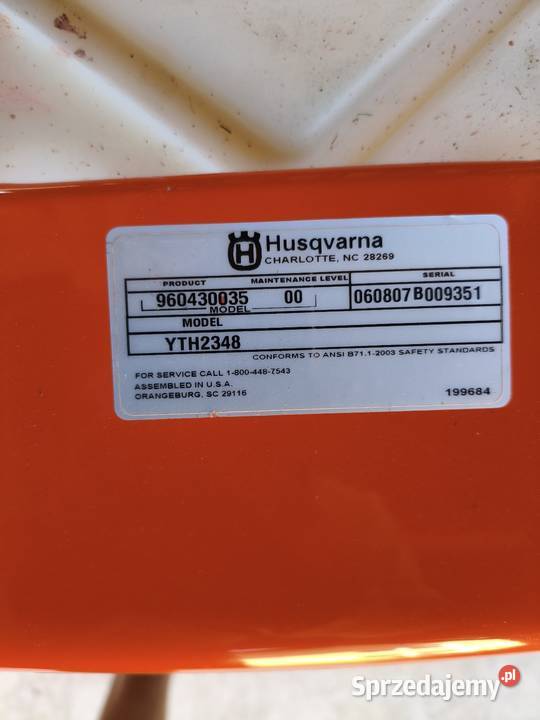 Husqvarna
CHARLOTTE, NC 28269
PRODUCT MAINTENANCE LEVEL SERIAL
960430035 00 060807B009351
MODEL
MODEL
YTH2348
CONFORMS TO ANSI B71.1-2003 SAFETY STANDARDS
FOR SERVICE CALL 1-800-448-7543
ASSEMBLED IN U.S.A.
ORANGEBURG, SC 29116 199684
Sprzedajemy.pl